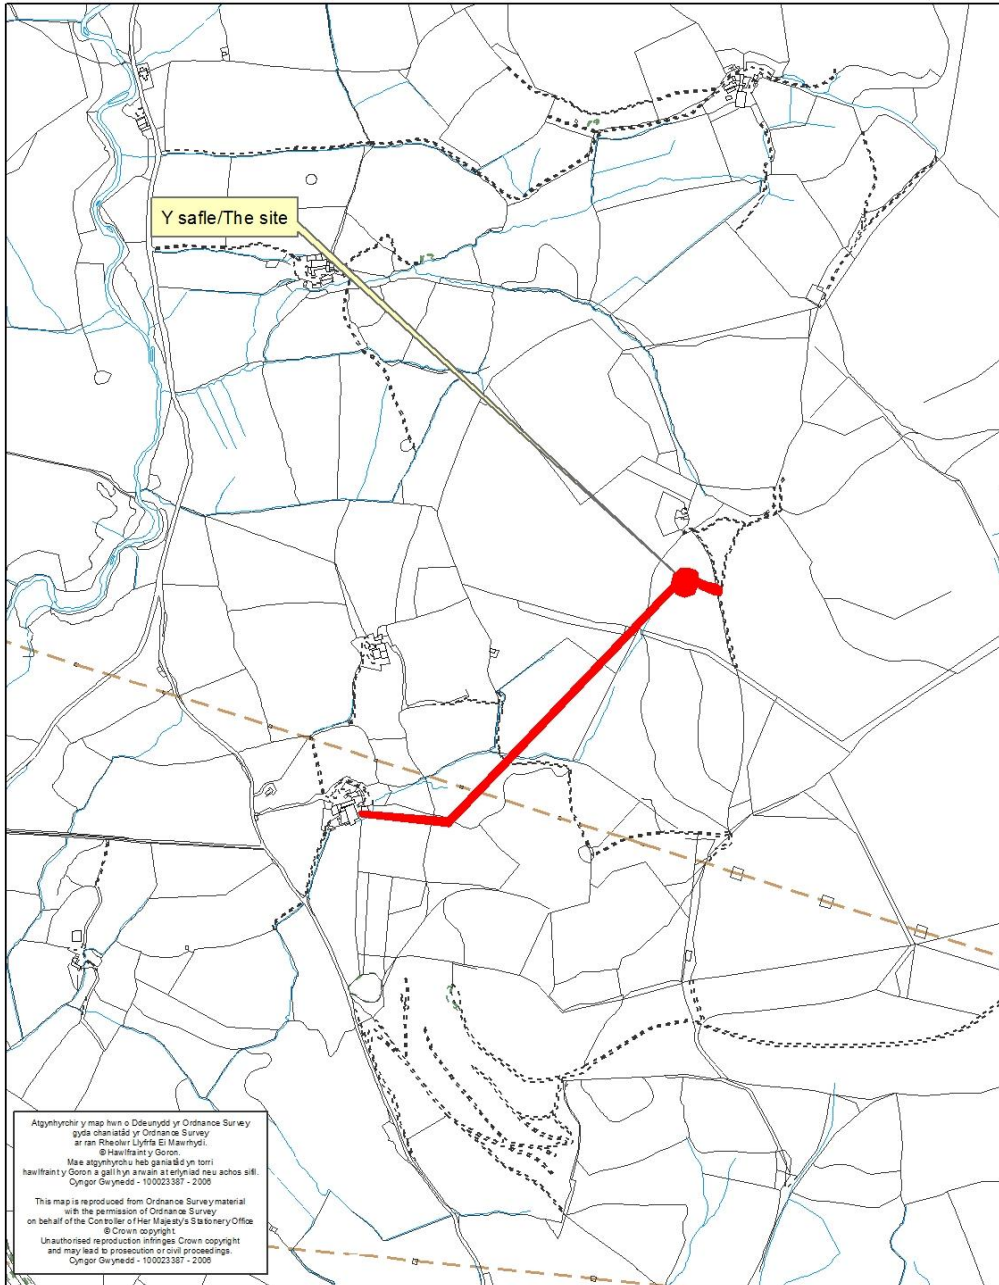 Y safle/The site
Atgynhyrchir y map hwn o Ddeunydd yr Ordnance Survey
gyda chaniatâd yr Ordnance Survey
ar ran Rheolwr Llyfrfa Ei Mawrhydi.
© Hawlfraint y Goron.
Mae atgynhyrchu heb ganiatâd yn torri
hawlfraint y Goron a gall hyn arwain at erlyniad neu achos sifil.
Cyngor Gwynedd - 100023387 - 2006
This map is reproduced from Ordnance Survey material
with the permission of Ordnance Survey
on behalf of the Controller of Her Majesty's Stationery Office
© Crown copyright.
Unauthorised reproduction infringes Crown copyright
and may lead to prosecution or civil proceedings.
Cyngor Gwynedd - 100023387 - 2006